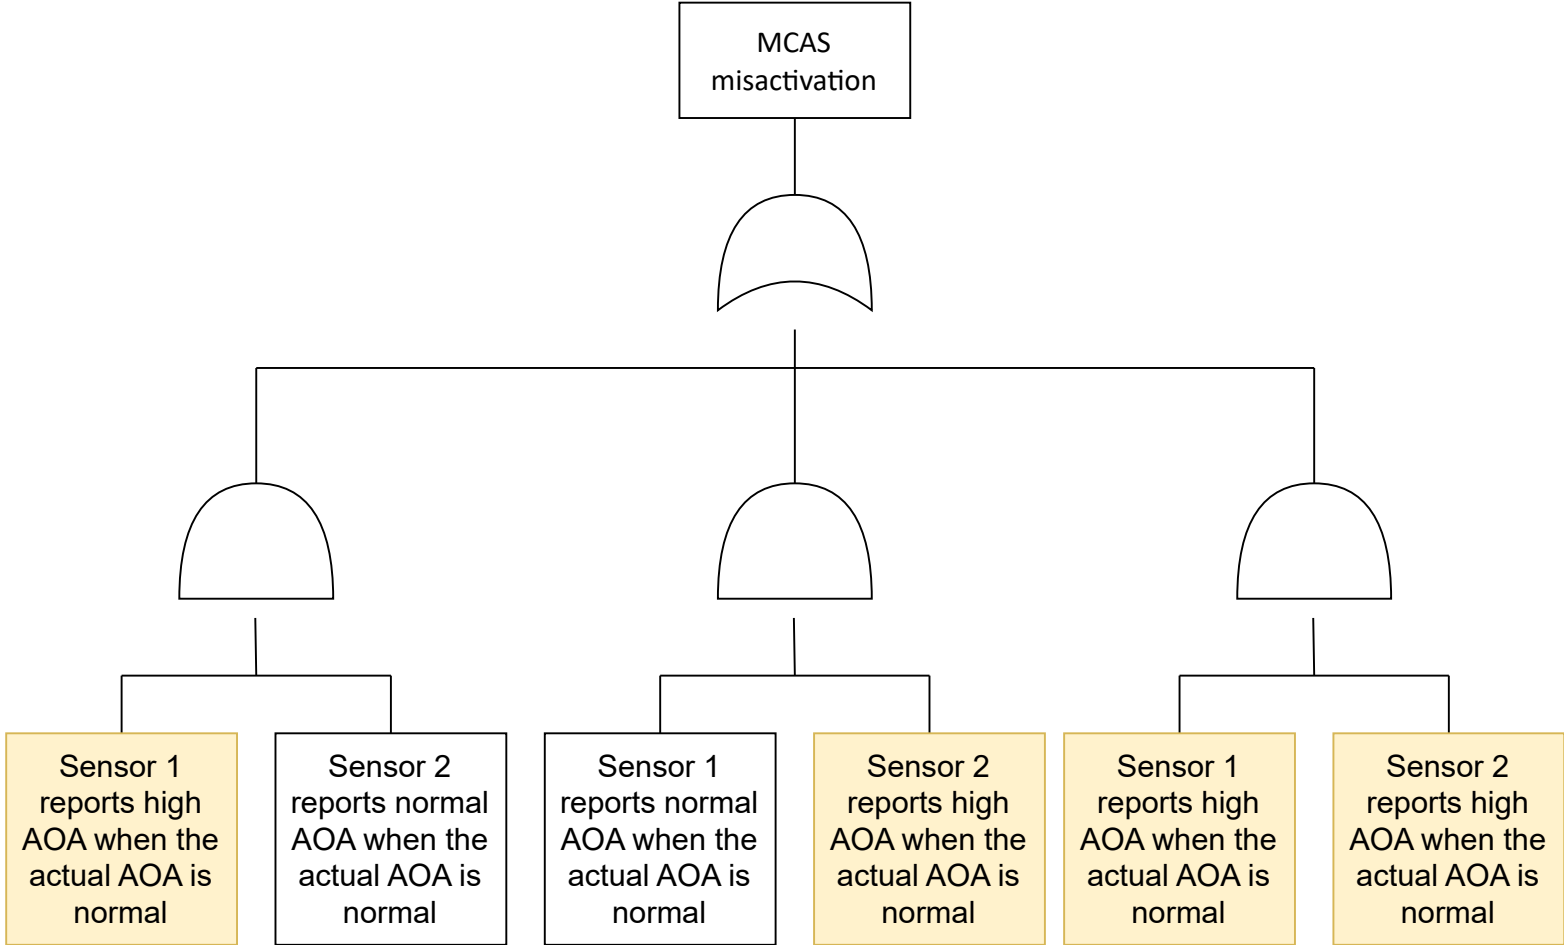 MCAS
misactivation
Sensor 1
reports high
AOA when the
actual AOA is
normal
Sensor 2
reports normal
AOA when the
actual AOA is
normal
Sensor 1
reports normal
AOA when the
actual AOA is
normal
Sensor 2
reports high
AOA when the
actual AOA is
normal
Sensor 1
reports high
AOA when the
actual AOA is
normal
Sensor 2
reports high
AOA when the
actual AOA is
normal